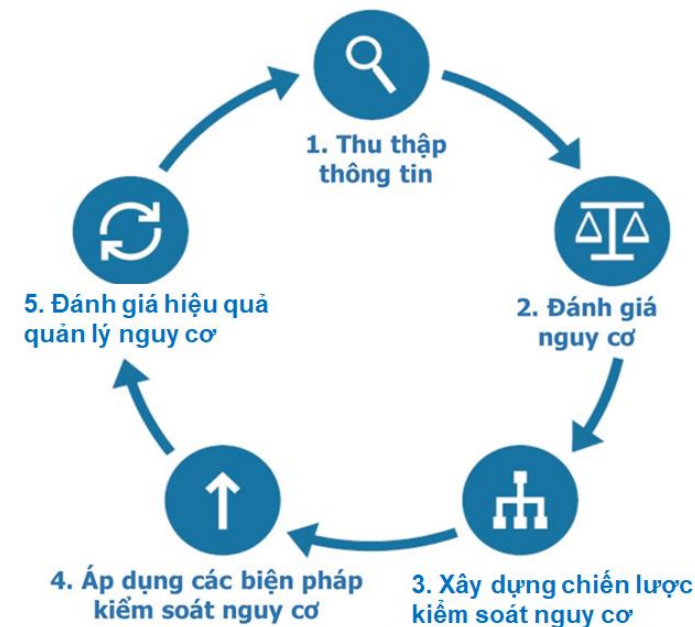 1. Thu thập
thông tin
2. Đánh giá
nguy cơ
3. Xây dựng chiến lược
kiểm soát nguy cơ
4. Áp dụng các biện pháp
kiểm soát nguy cơ
5. Đánh giá hiệu quả
quản lý nguy cơ